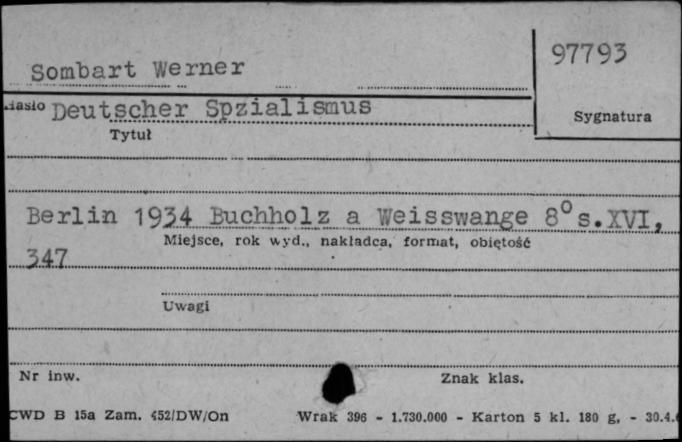 Sombart Werner
97793
Hasło Deutscher Spzialismus
Sygnatura
Tytuł
Berlin 1934 Buchholz a Weisswange 8° s.XVI,
Miejsce, rok wyd., nakładca, format, objętość
347
Uwagi
Nr inw.
Znak klas.
CWD B 15a Zam. 452/DW/On Wrak 396 - 1.730.000 - Karton 5 kl. 180 g, - 30.4.